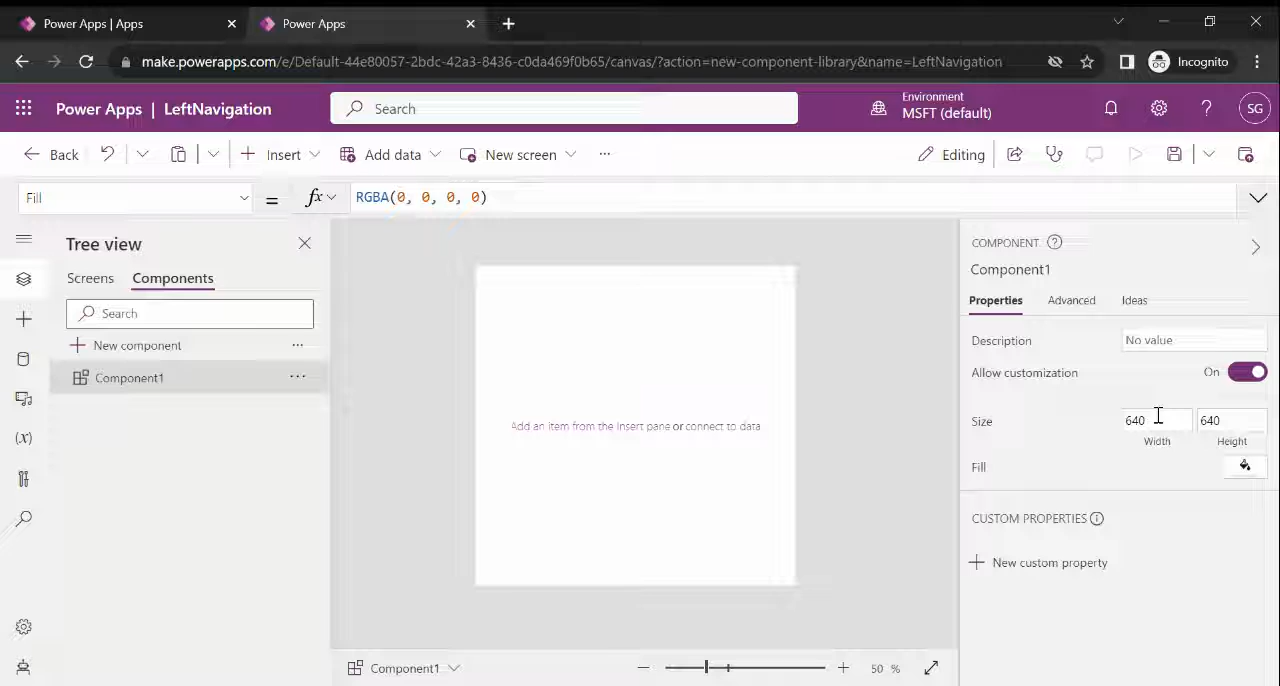 Power Apps | Apps
Power Apps
make.powerapps.com/e/Default-44e80057-2bdc-42a3-8436-c0da469f0b65/canvas/?action=new-component-library&name=LeftNavigation
Incognito
Power Apps | LeftNavigation
Search
Environment
MSFT (default)
SG
Back
Insert
Add data
New screen
...
Editing
Fill
=
fx
RGBA(0, 0, 0, 0)
Tree view
Screens
Components
Search
New component
...
Component1
...
Add an item from the Insert pane or connect to data
COMPONENT
Component1
Properties
Advanced
Ideas
Description
No value
Allow customization
On
Size
640
640
Width
Height
Fill
CUSTOM PROPERTIES
New custom property
Component1
50 %